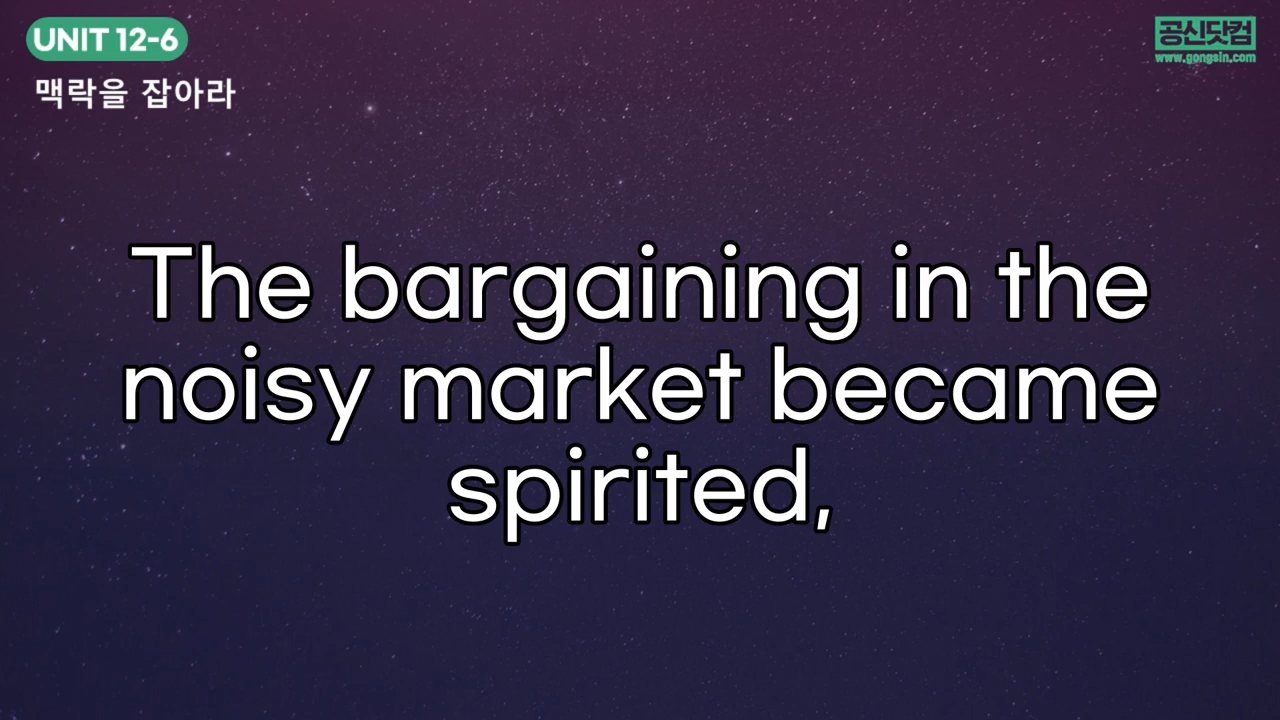 UNIT 12-6
맥락을 잡아라
공신닷컴
www.gongsin.com
The bargaining in the
noisy market became
spirited,